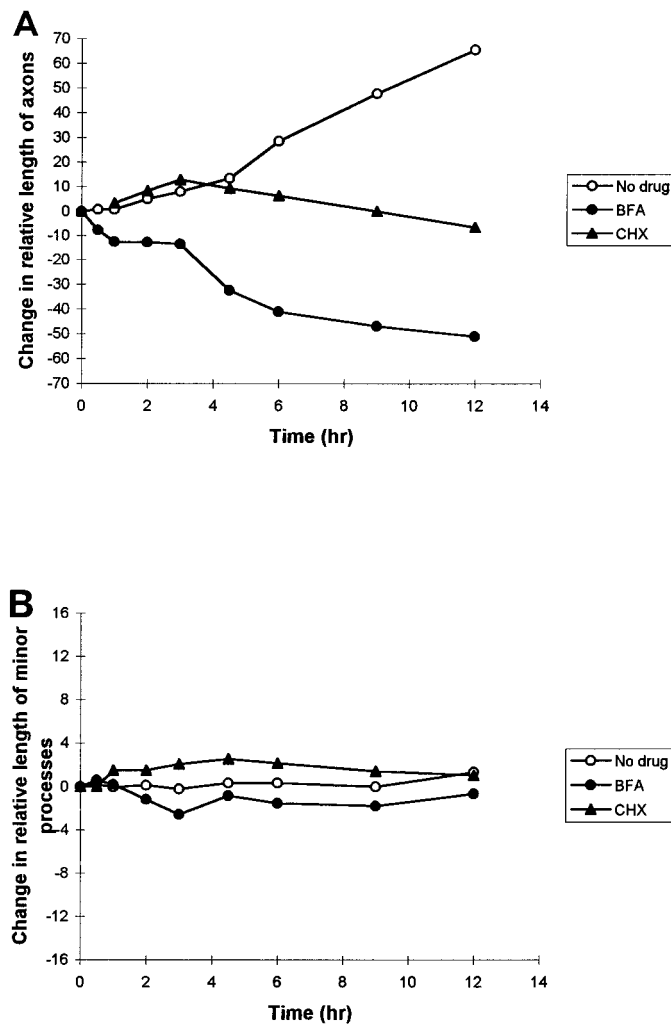 A
Change in relative length of axons
70
60
50
40
30
20
10
0
-10
-20
-30
-40
-50
-60
-70
0 2 4 6 8 10 12 14
Time (hr)
No drug
BFA
CHX
B
Change in relative length of minor
processes
16
12
8
4
0
-4
-8
-12
-16
0 2 4 6 8 10 12 14
Time (hr)
No drug
BFA
CHX